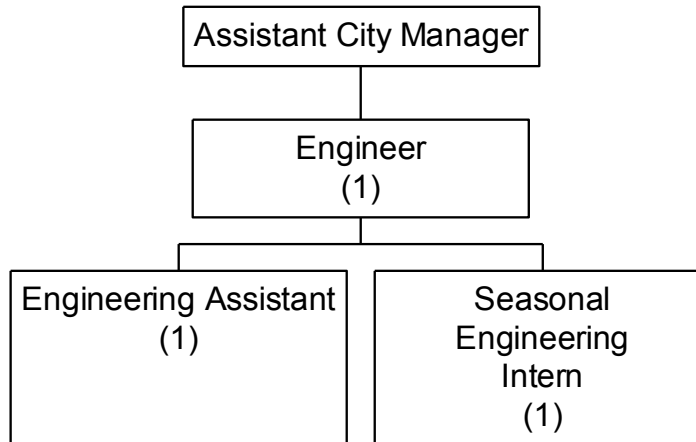 Assistant City Manager
Engineer
(1)
Engineering Assistant
(1)
Seasonal
Engineering
Intern
(1)